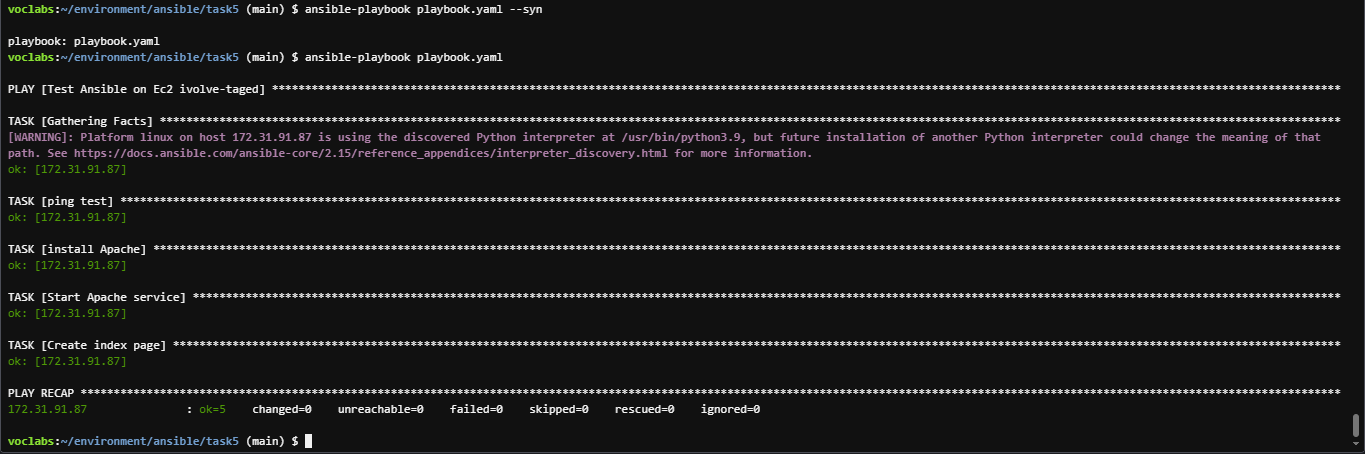 voclabs:~/environment/ansible/task5 (main) $ ansible-playbook playbook.yaml --syn
playbook: playbook.yaml
voclabs:~/environment/ansible/task5 (main) $ ansible-playbook playbook.yaml
PLAY [Test Ansible on Ec2 ivolve-taged] ******************************************************************************************************************************************************************
TASK [Gathering Facts] ***********************************************************************************************************************************************************************************
[WARNING]: Platform linux on host 172.31.91.87 is using the discovered Python interpreter at /usr/bin/python3.9, but future installation of another Python interpreter could change the meaning of that
path. See https://docs.ansible.com/ansible-core/2.15/reference_appendices/interpreter_discovery.html for more information.
ok: [172.31.91.87]
TASK [ping test] *****************************************************************************************************************************************************************************************
ok: [172.31.91.87]
TASK [install Apache] ************************************************************************************************************************************************************************************
ok: [172.31.91.87]
TASK [Start Apache service] ******************************************************************************************************************************************************************************
ok: [172.31.91.87]
TASK [Create index page] *********************************************************************************************************************************************************************************
ok: [172.31.91.87]
PLAY RECAP ***********************************************************************************************************************************************************************************************
172.31.91.87 : ok=5 changed=0 unreachable=0 failed=0 skipped=0 rescued=0 ignored=0
voclabs:~/environment/ansible/task5 (main) $